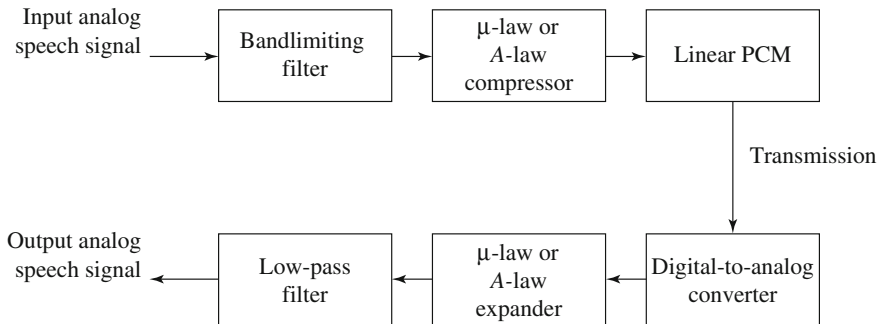 Input analog
speech signal
Bandlimiting
filter
μ-law or
A-law
compressor
Linear PCM
Transmission
Output analog
speech signal
Low-pass
filter
μ-law or
A-law
expander
Digital-to-analog
converter